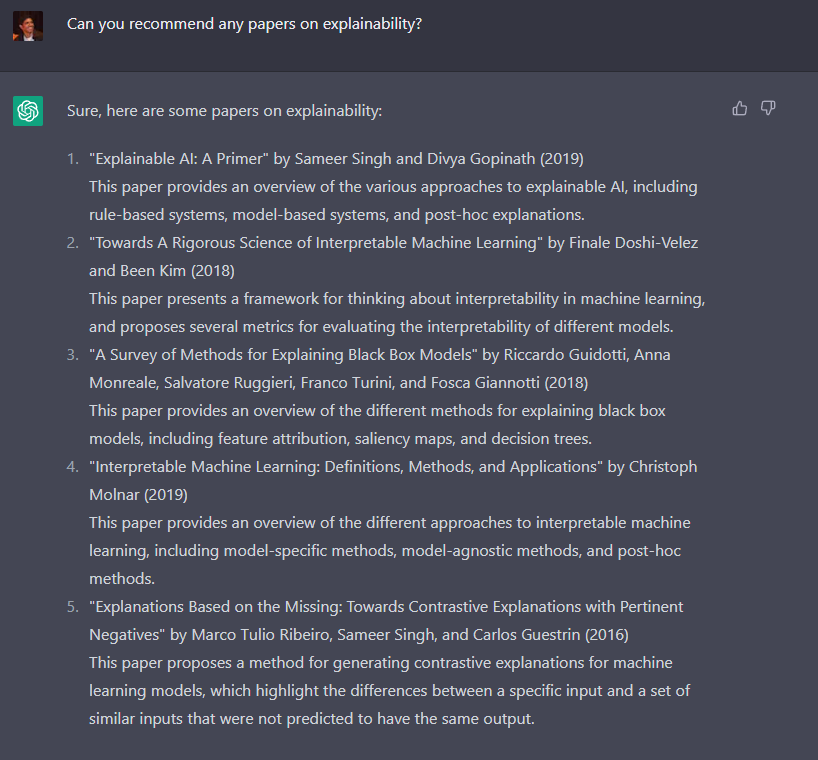 Can you recommend any papers on explainability?
Sure, here are some papers on explainability:
1. "Explainable AI: A Primer" by Sameer Singh and Divya Gopinath (2019)
This paper provides an overview of the various approaches to explainable AI, including
rule-based systems, model-based systems, and post-hoc explanations.
2. "Towards A Rigorous Science of Interpretable Machine Learning" by Finale Doshi-Velez
and Been Kim (2018)
This paper presents a framework for thinking about interpretability in machine learning,
and proposes several metrics for evaluating the interpretability of different models.
3. "A Survey of Methods for Explaining Black Box Models" by Riccardo Guidotti, Anna
Monreale, Salvatore Ruggieri, Franco Turini, and Fosca Giannotti (2018)
This paper provides an overview of the different methods for explaining black box
models, including feature attribution, saliency maps, and decision trees.
4. "Interpretable Machine Learning: Definitions, Methods, and Applications" by Christoph
Molnar (2019)
This paper provides an overview of the different approaches to interpretable machine
learning, including model-specific methods, model-agnostic methods, and post-hoc
methods.
5. "Explanations Based on the Missing: Towards Contrastive Explanations with Pertinent
Negatives" by Marco Tulio Ribeiro, Sameer Singh, and Carlos Guestrin (2016)
This paper proposes a method for generating contrastive explanations for machine
learning models, which highlight the differences between a specific input and a set of
similar inputs that were not predicted to have the same output.